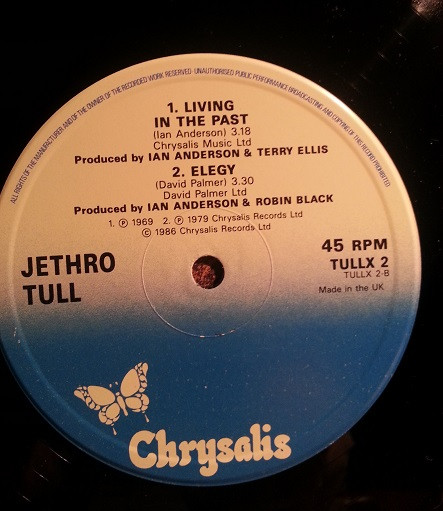 ALL RIGHTS OF THE MANUFACTURER AND OF THE OWNER OF THE RECORDED WORK RESERVED · UNAUTHORISED PUBLIC PERFORMANCE BROADCASTING AND COPYING OF THIS RECORD PROHIBITED
1. LIVING
IN THE PAST
(Ian Anderson) 3.18
Chrysalis Music Ltd
Produced by IAN ANDERSON & TERRY ELLIS
2. ELEGY
(David Palmer) 3.30
David Palmer Ltd
Produced by IAN ANDERSON & ROBIN BLACK
1. Ⓟ 1969 2. Ⓟ 1979 Chrysalis Records Ltd
© 1986 Chrysalis Records Ltd
JETHRO
TULL
45 RPM
TULLX 2
TULLX 2-B
Made in the UK
Chrysalis